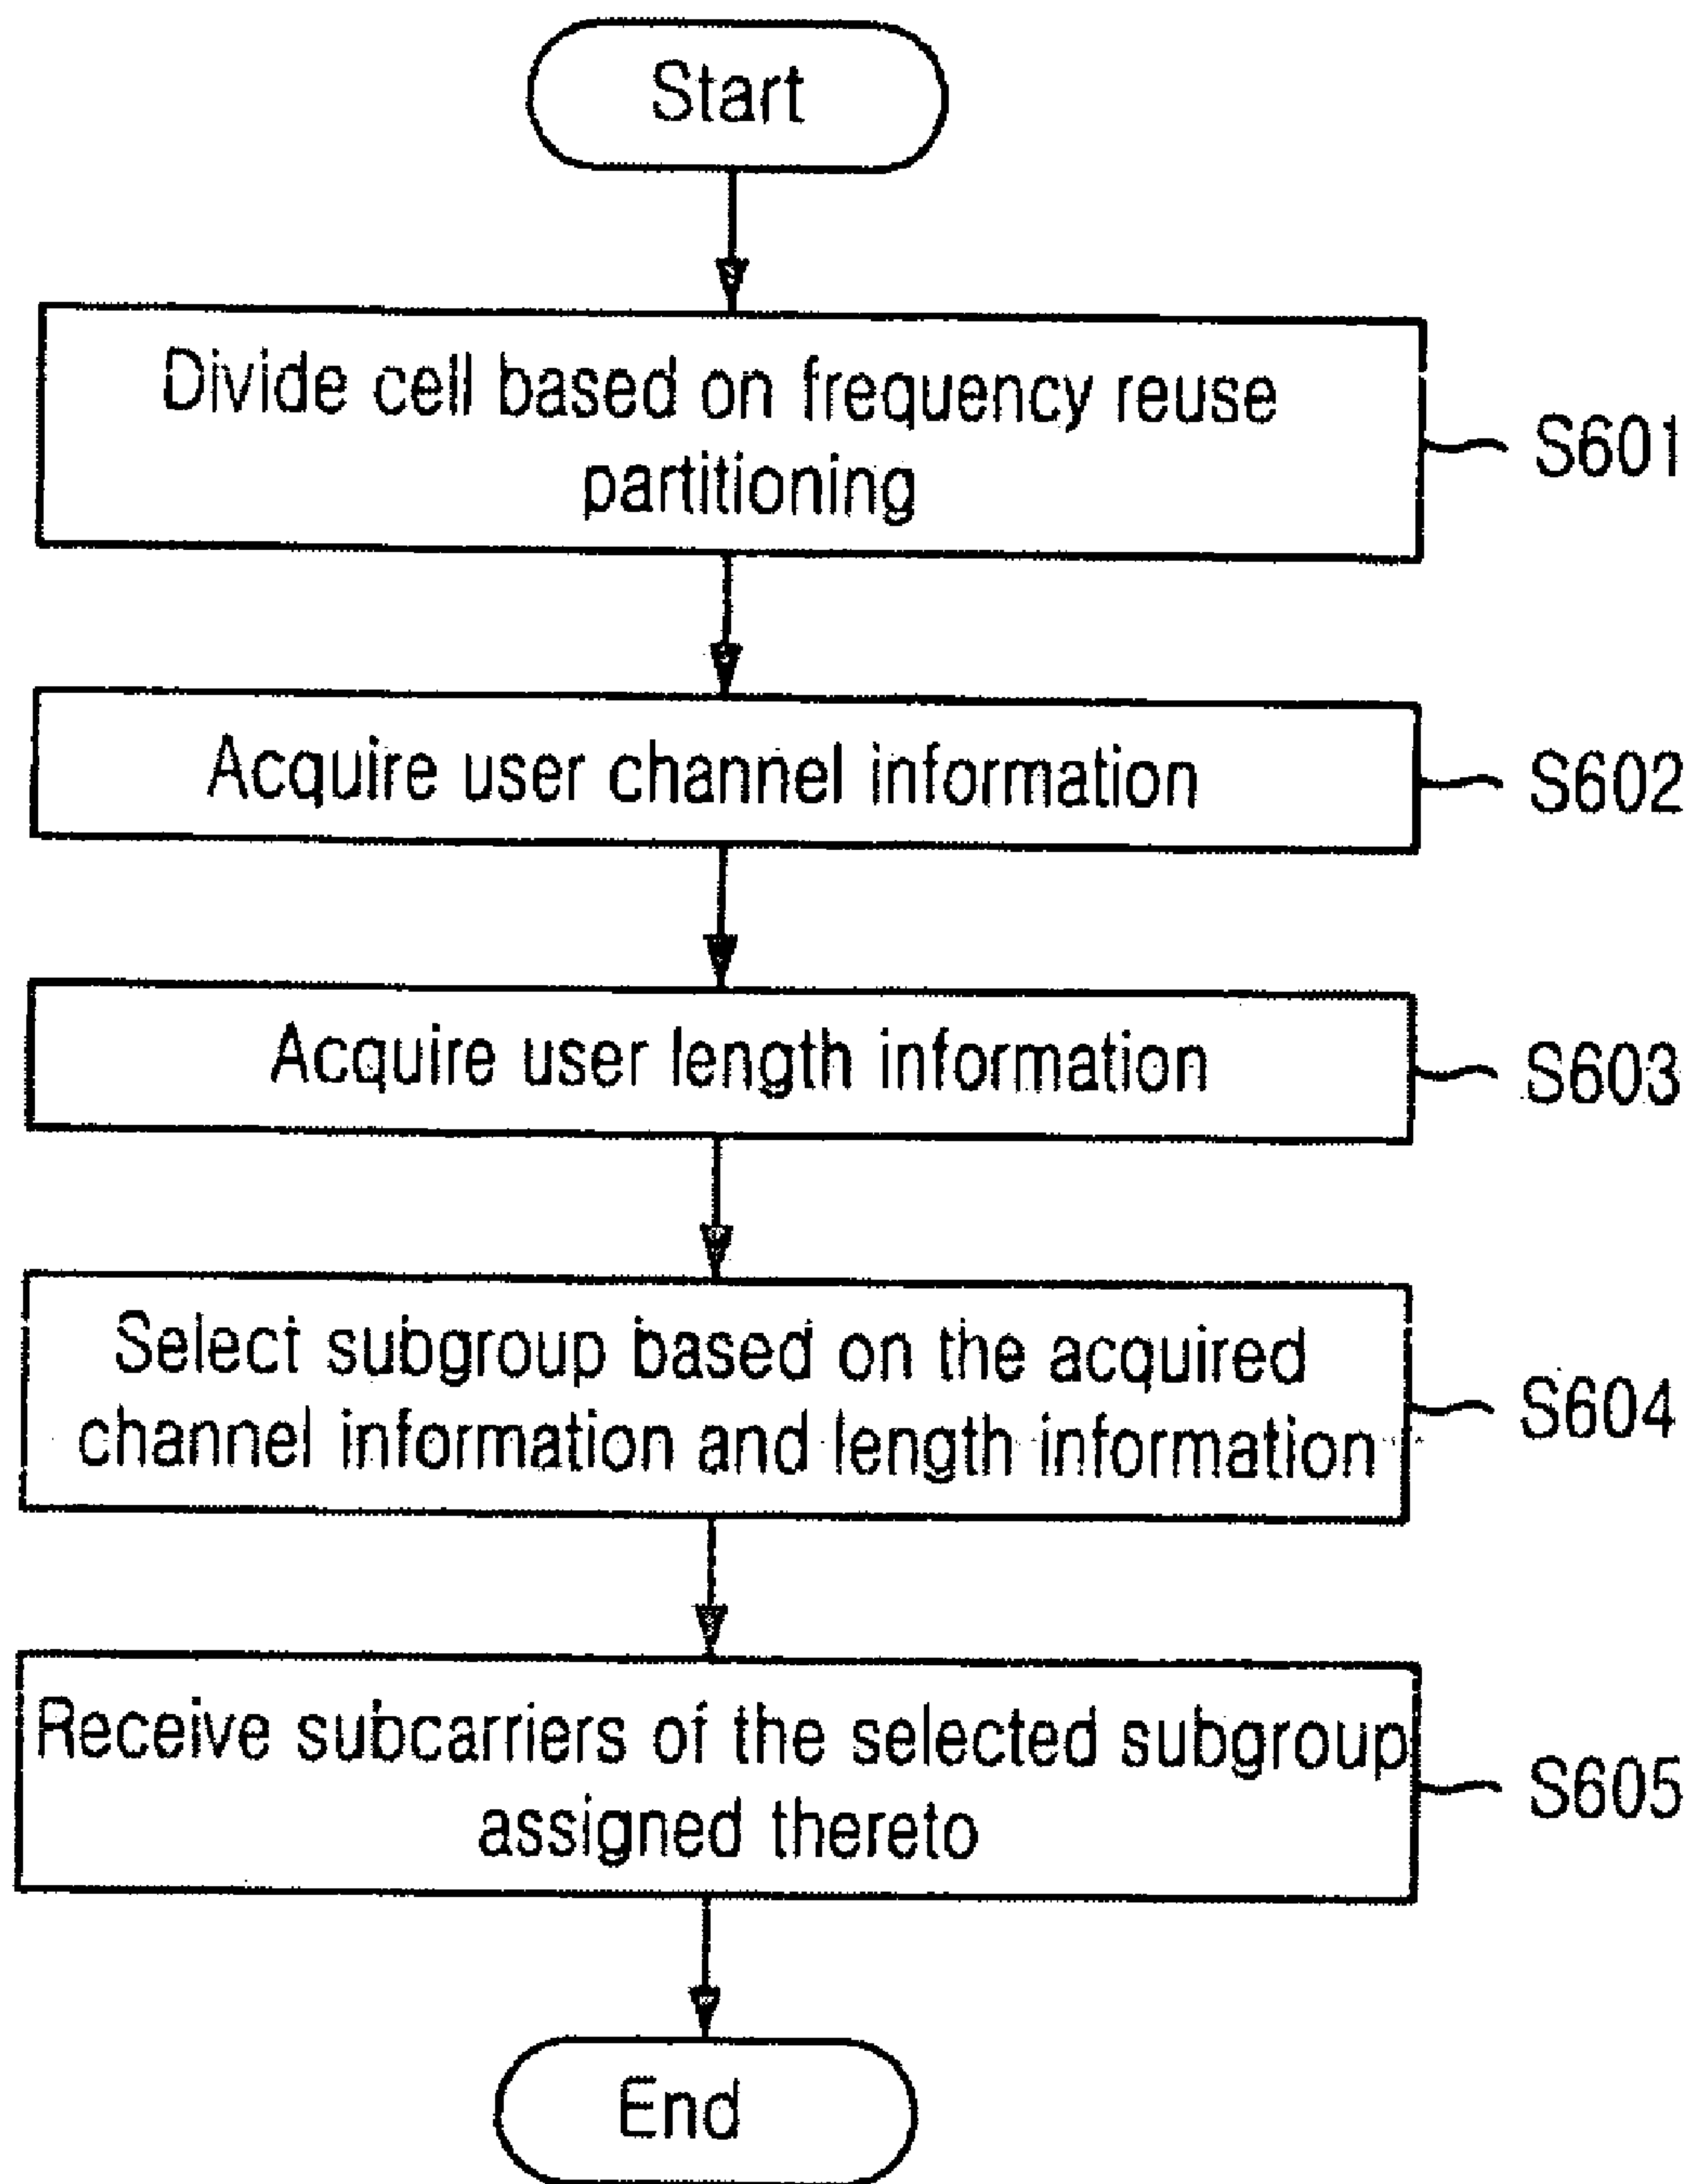 Start
Divide cell based on frequency reuse
partitioning
S601
Acquire user channel information
S602
Acquire user length information
S603
Select subgroup based on the acquired
channel information and length information
S604
Receive subcarriers of the selected subgroup
assigned thereto
S605
End